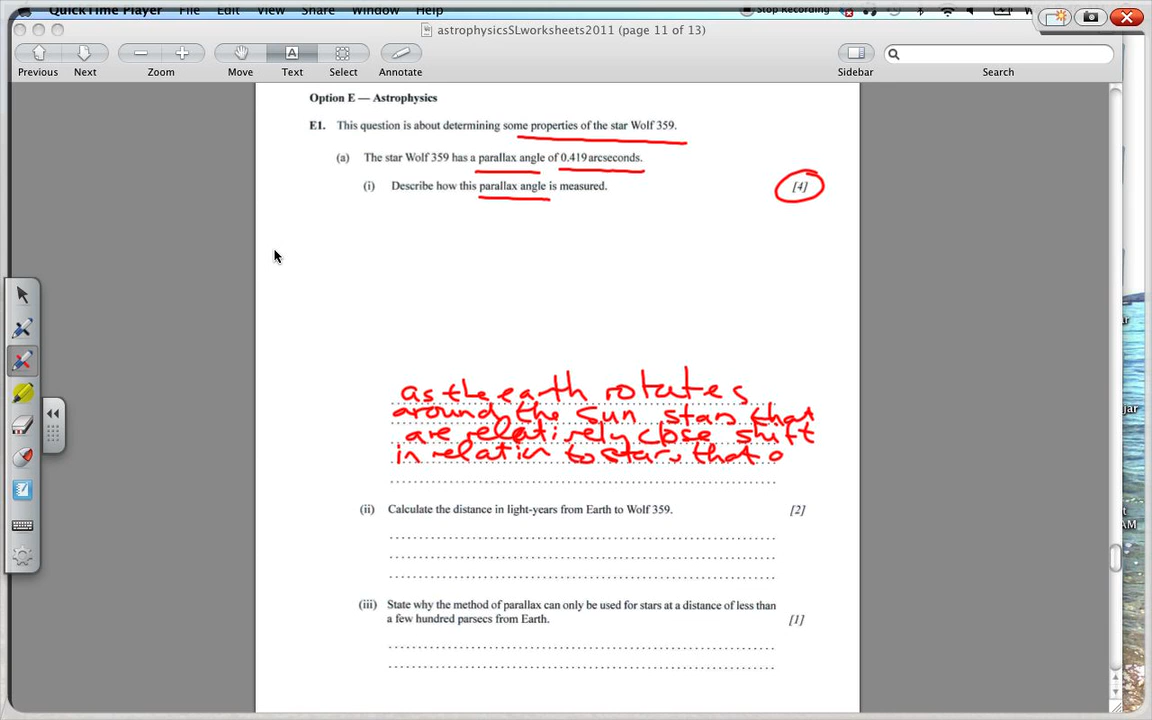 QuickTime Player File Edit View Share Window Help Stop Recording
astrophysicsSLworksheets2011 (page 11 of 13)
Previous Next Zoom Move Text Select Annotate Sidebar Search
Option E — Astrophysics
E1. This question is about determining some properties of the star Wolf 359.
(a) The star Wolf 359 has a parallax angle of 0.419 arcseconds.
(i) Describe how this parallax angle is measured. [4]
as the earth rotates
around the sun stars that
are relatively close shift
in relation to stars that a
(ii) Calculate the distance in light-years from Earth to Wolf 359. [2]
(iii) State why the method of parallax can only be used for stars at a distance of less than
a few hundred parsecs from Earth. [1]